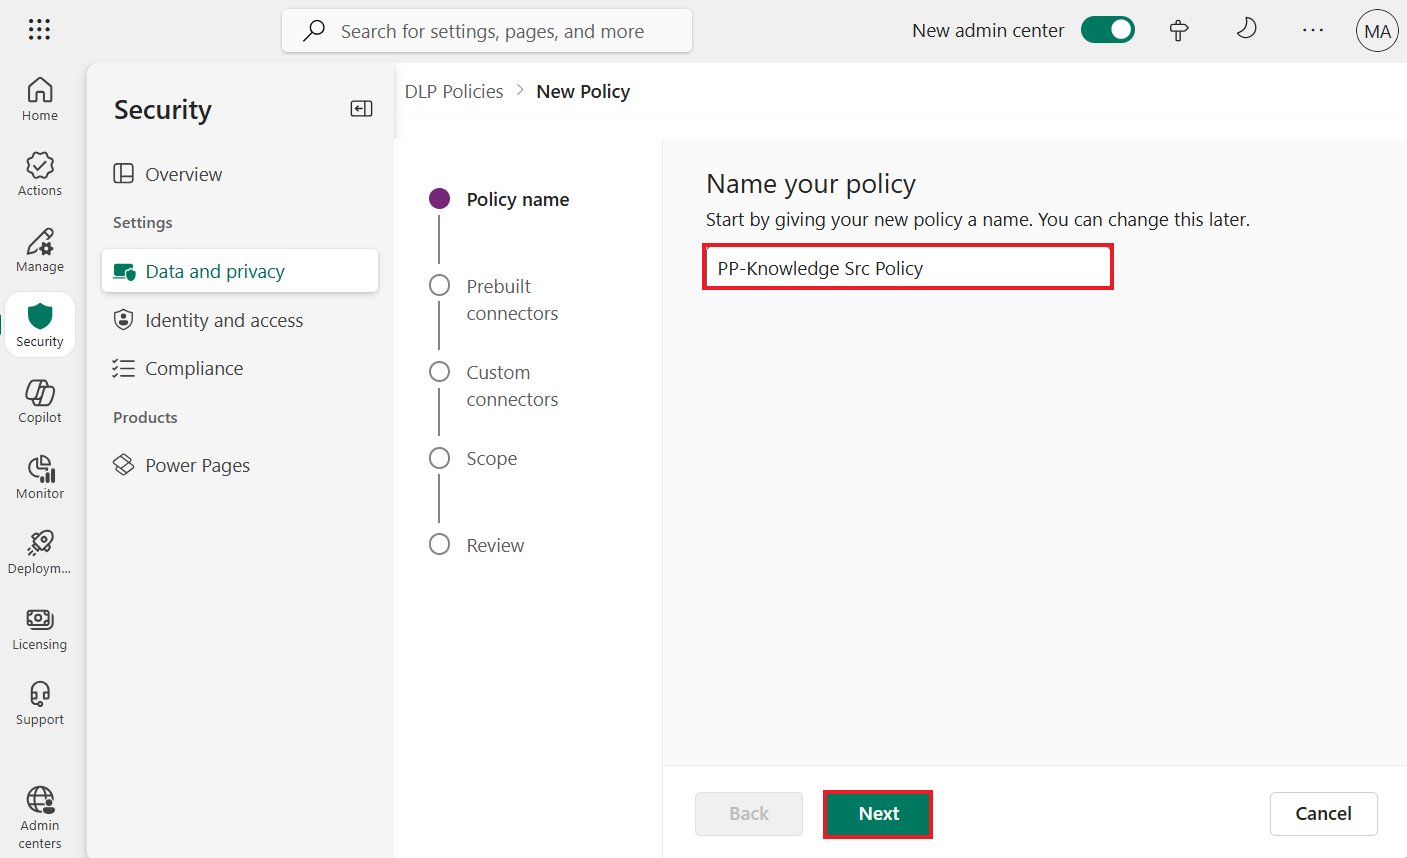 Search for settings, pages, and more
New admin center
MA
Home
Actions
Manage
Security
Copilot
Monitor
Deploym...
Licensing
Support
Admin
centers
Security
Overview
Settings
Data and privacy
Identity and access
Compliance
Products
Power Pages
DLP Policies > New Policy
Policy name
Prebuilt
connectors
Custom
connectors
Scope
Review
Name your policy
Start by giving your new policy a name. You can change this later.
PP-Knowledge Src Policy
Back
Next
Cancel